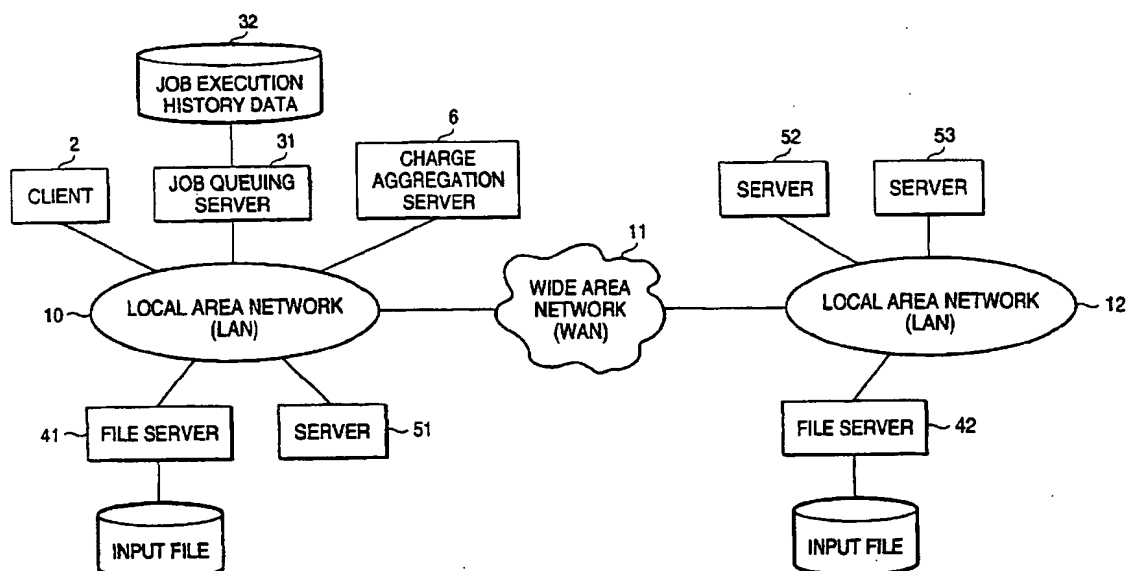 32
JOB EXECUTION
HISTORY DATA
2
CLIENT
31
JOB QUEUING
SERVER
6
CHARGE
AGGREGATION
SERVER
52
SERVER
53
SERVER
10
LOCAL AREA NETWORK
(LAN)
11
WIDE AREA
NETWORK
(WAN)
LOCAL AREA NETWORK
(LAN)
12
41
FILE SERVER
SERVER
51
FILE SERVER
42
INPUT FILE
INPUT FILE